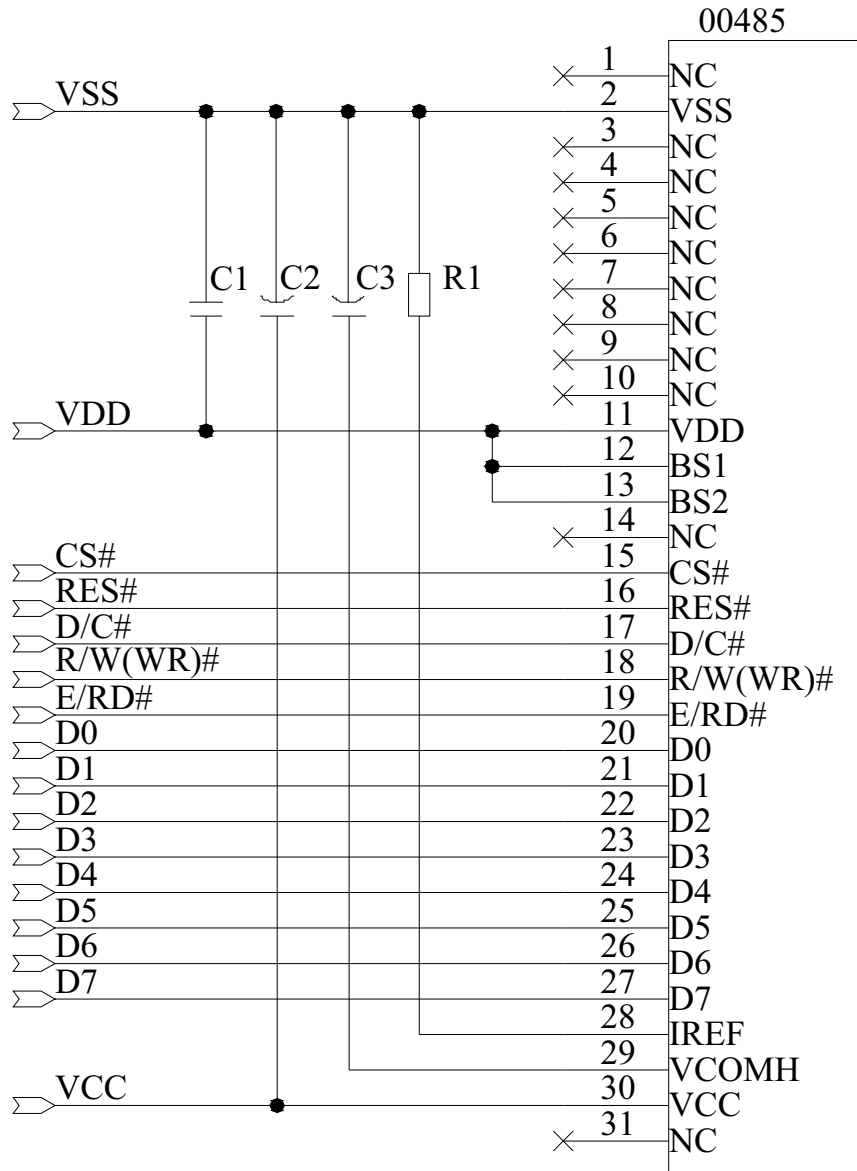 00485
1 NC
VSS 2 VSS
3 NC
4 NC
5 NC
6 NC
C1 C2 C3 R1 7 NC
8 NC
9 NC
10 NC
VDD 11 VDD
12 BS1
13 BS2
14 NC
CS# 15 CS#
RES# 16 RES#
D/C# 17 D/C#
R/W(WR)# 18 R/W(WR)#
E/RD# 19 E/RD#
D0 20 D0
D1 21 D1
D2 22 D2
D3 23 D3
D4 24 D4
D5 25 D5
D6 26 D6
D7 27 D7
28 IREF
29 VCOMH
VCC 30 VCC
31 NC